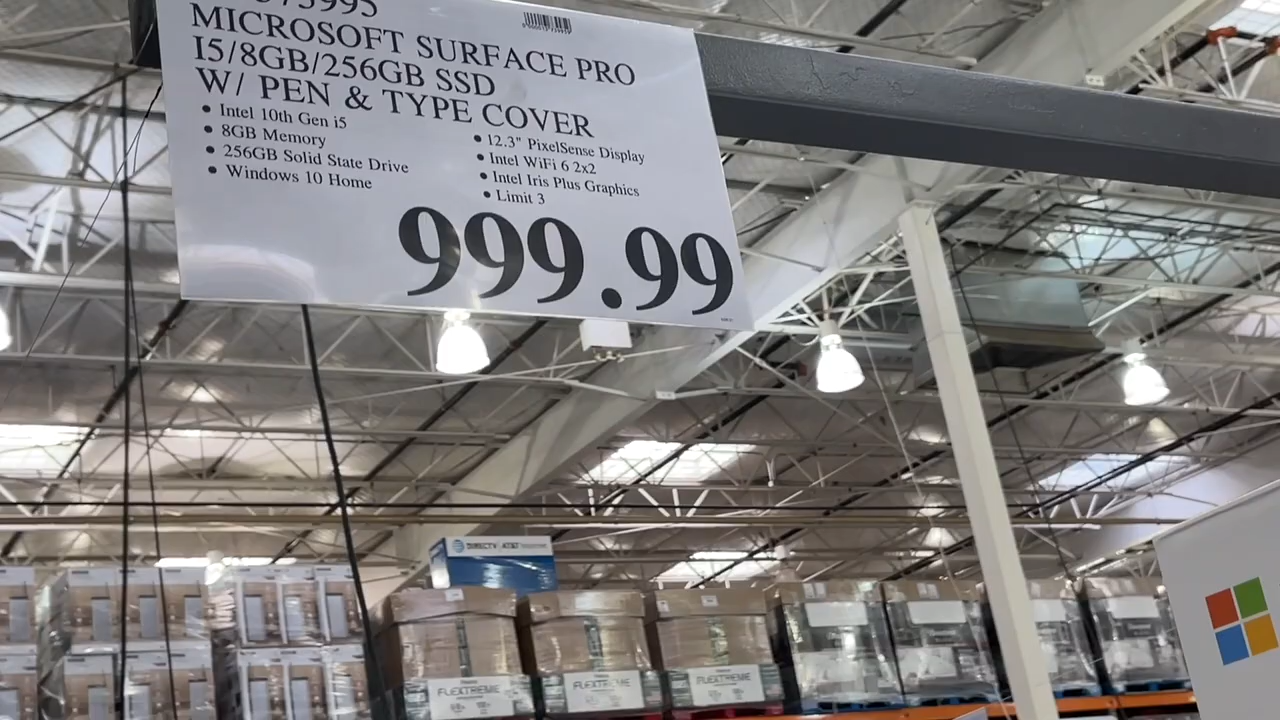 MICROSOFT SURFACE PRO
I5/8GB/256GB SSD
W/ PEN & TYPE COVER
• Intel 10th Gen i5
• 8GB Memory
• 256GB Solid State Drive
• Windows 10 Home
• 12.3" PixelSense Display
• Intel WiFi 6 2x2
• Intel Iris Plus Graphics
• Limit 3
999.99
DIRECTV AT&T
FLEXTREME
FLEXTREME
FLEXTREME